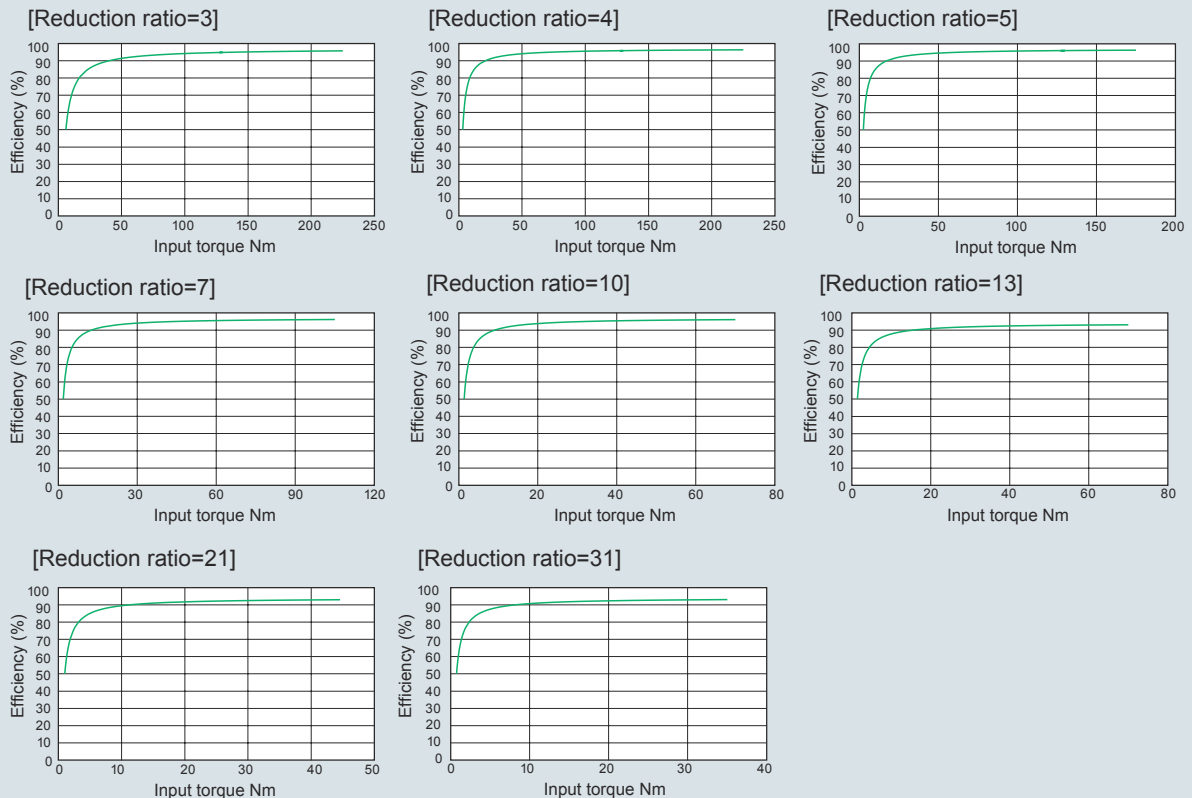 [Reduction ratio=3]
Efficiency (%)
100
90
80
70
60
50
40
30
20
10
0
0 50 100 150 200 250
Input torque Nm
[Reduction ratio=4]
Efficiency (%)
100
90
80
70
60
50
40
30
20
10
0
0 50 100 150 200 250
Input torque Nm
[Reduction ratio=5]
Efficiency (%)
100
90
80
70
60
50
40
30
20
10
0
0 50 100 150 200
Input torque Nm
[Reduction ratio=7]
Efficiency (%)
100
90
80
70
60
50
40
30
20
10
0
0 30 60 90 120
Input torque Nm
[Reduction ratio=10]
Efficiency (%)
100
90
80
70
60
50
40
30
20
10
0
0 20 40 60 80
Input torque Nm
[Reduction ratio=13]
Efficiency (%)
100
90
80
70
60
50
40
30
20
10
0
0 20 40 60 80
Input torque Nm
[Reduction ratio=21]
Efficiency (%)
100
90
80
70
60
50
40
30
20
10
0
0 10 20 30 40 50
Input torque Nm
[Reduction ratio=31]
Efficiency (%)
100
90
80
70
60
50
40
30
20
10
0
0 10 20 30 40
Input torque Nm